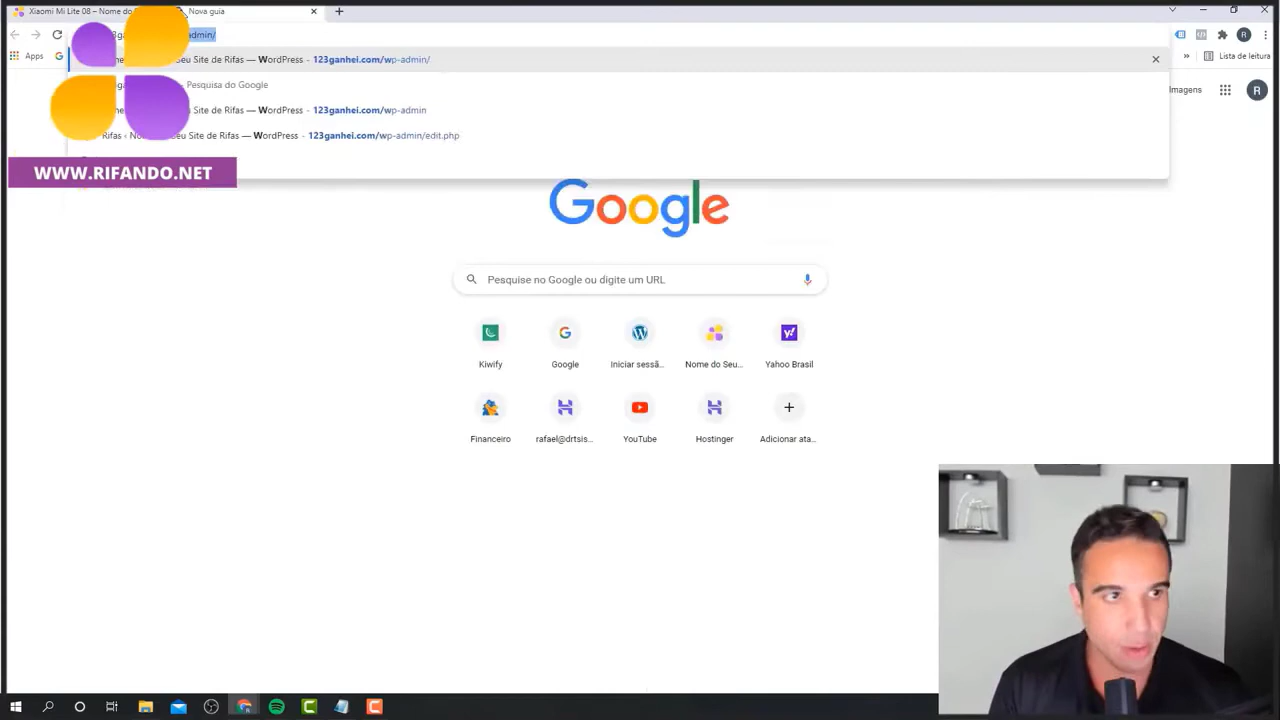 Xiaomi Mi Lite 08 – Nome do
Nova guia
admin/
Apps
Lista de leitura
Seu Site de Rifas — WordPress - 123ganhei.com/wp-admin/
- Pesquisa do Google
Seu Site de Rifas — WordPress - 123ganhei.com/wp-admin
Rifas ‹ Seu Site de Rifas — WordPress - 123ganhei.com/wp-admin/edit.php
WWW.RIFANDO.NET
Imagens
R
R
Google
Pesquise no Google ou digite um URL
Kiwify
Google
Iniciar sessã...
Nome do Seu...
Yahoo Brasil
Financeiro
rafael@drtsis...
YouTube
Hostinger
Adicionar ata...